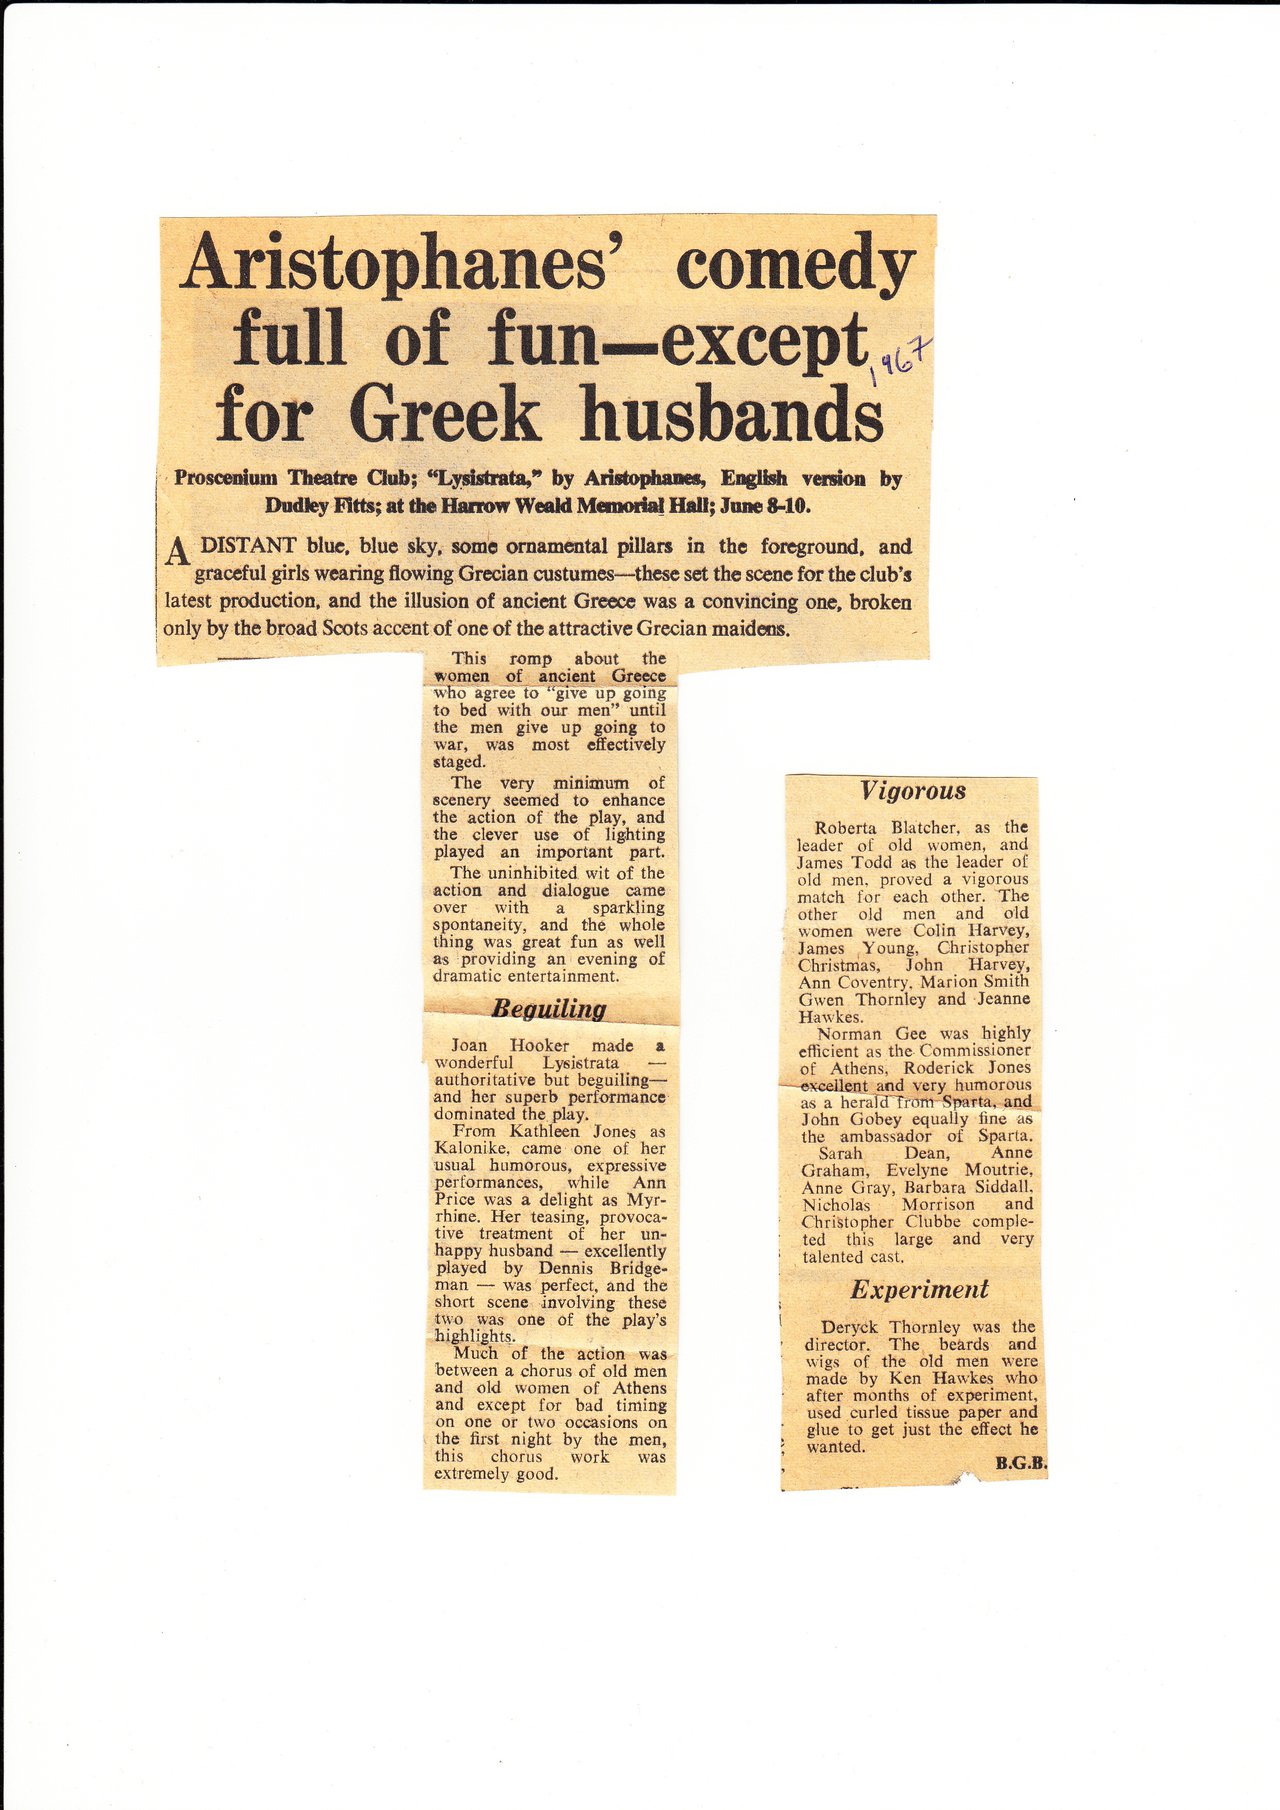 Aristophanes' comedy
full of fun—except
for Greek husbands
1967
Proscenium Theatre Club; "Lysistrata," by Aristophanes, English version by
Dudley Fitts; at the Harrow Weald Memorial Hall; June 8-10.
A DISTANT blue, blue sky, some ornamental pillars in the foreground, and
graceful girls wearing flowing Grecian custumes—these set the scene for the club's
latest production, and the illusion of ancient Greece was a convincing one, broken
only by the broad Scots accent of one of the attractive Grecian maidens.
This romp about the
women of ancient Greece
who agree to "give up going
to bed with our men" until
the men give up going to
war, was most effectively
staged.
The very minimum of
scenery seemed to enhance
the action of the play, and
the clever use of lighting
played an important part.
The uninhibited wit of the
action and dialogue came
over with a sparkling
spontaneity, and the whole
thing was great fun as well
as providing an evening of
dramatic entertainment.
Beguiling
Joan Hooker made a
wonderful Lysistrata —
authoritative but beguiling—
and her superb performance
dominated the play.
From Kathleen Jones as
Kalonike, came one of her
usual humorous, expressive
performances, while Ann
Price was a delight as Myr-
rhine. Her teasing, provoca-
tive treatment of her un-
happy husband — excellently
played by Dennis Bridge-
man — was perfect, and the
short scene involving these
two was one of the play's
highlights.
Much of the action was
between a chorus of old men
and old women of Athens
and except for bad timing
on one or two occasions on
the first night by the men,
this chorus work was
extremely good.
Vigorous
Roberta Blatcher, as the
leader of old women, and
James Todd as the leader of
old men, proved a vigorous
match for each other. The
other old men and old
women were Colin Harvey,
James Young, Christopher
Christmas, John Harvey,
Ann Coventry, Marion Smith
Gwen Thornley and Jeanne
Hawkes.
Norman Gee was highly
efficient as the Commissioner
of Athens, Roderick Jones
excellent and very humorous
as a herald from Sparta, and
John Gobey equally fine as
the ambassador of Sparta.
Sarah Dean, Anne
Graham, Evelyne Moutrie,
Anne Gray, Barbara Siddall,
Nicholas Morrison and
Christopher Clubbe comple-
ted this large and very
talented cast.
Experiment
Deryck Thornley was the
director. The beards and
wigs of the old men were
made by Ken Hawkes who
after months of experiment,
used curled tissue paper and
glue to get just the effect he
wanted.
B.G.B.